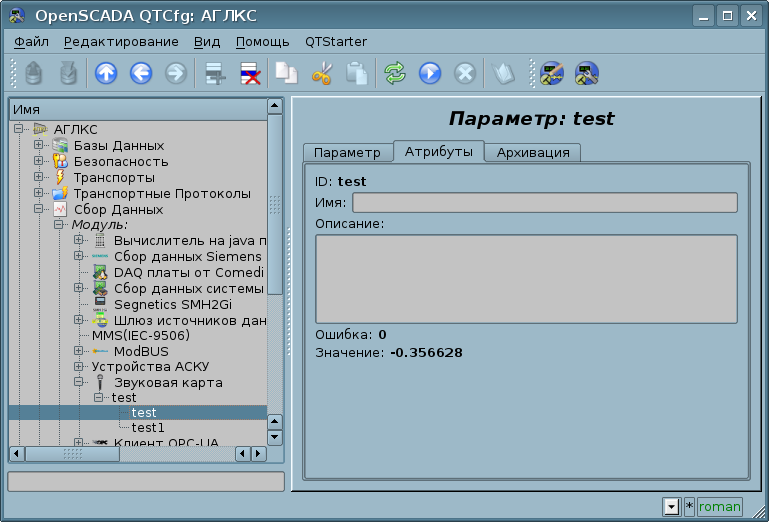 OpenSCADA QTCfg: АГЛКС
Файл Редактирование Вид Помощь QTStarter
Имя
АГЛКС
Базы Данных
Безопасность
Транспорты
Транспортные Протоколы
Сбор Данных
Модуль:
Вычислитель на java п
Сбор данных Siemens
DAQ платы от Comedi
Сбор данных системы
Segnetics SMH2Gi
Шлюз источников дан
MMS(IEC-9506)
ModBUS
Устройства АСКУ
Звуковая карта
test
test
test1
Клиент OPC-UA
Параметр: test
Параметр Атрибуты Архивация
ID: test
Имя:
Описание:
Ошибка: 0
Значение: -0.356628
* roman